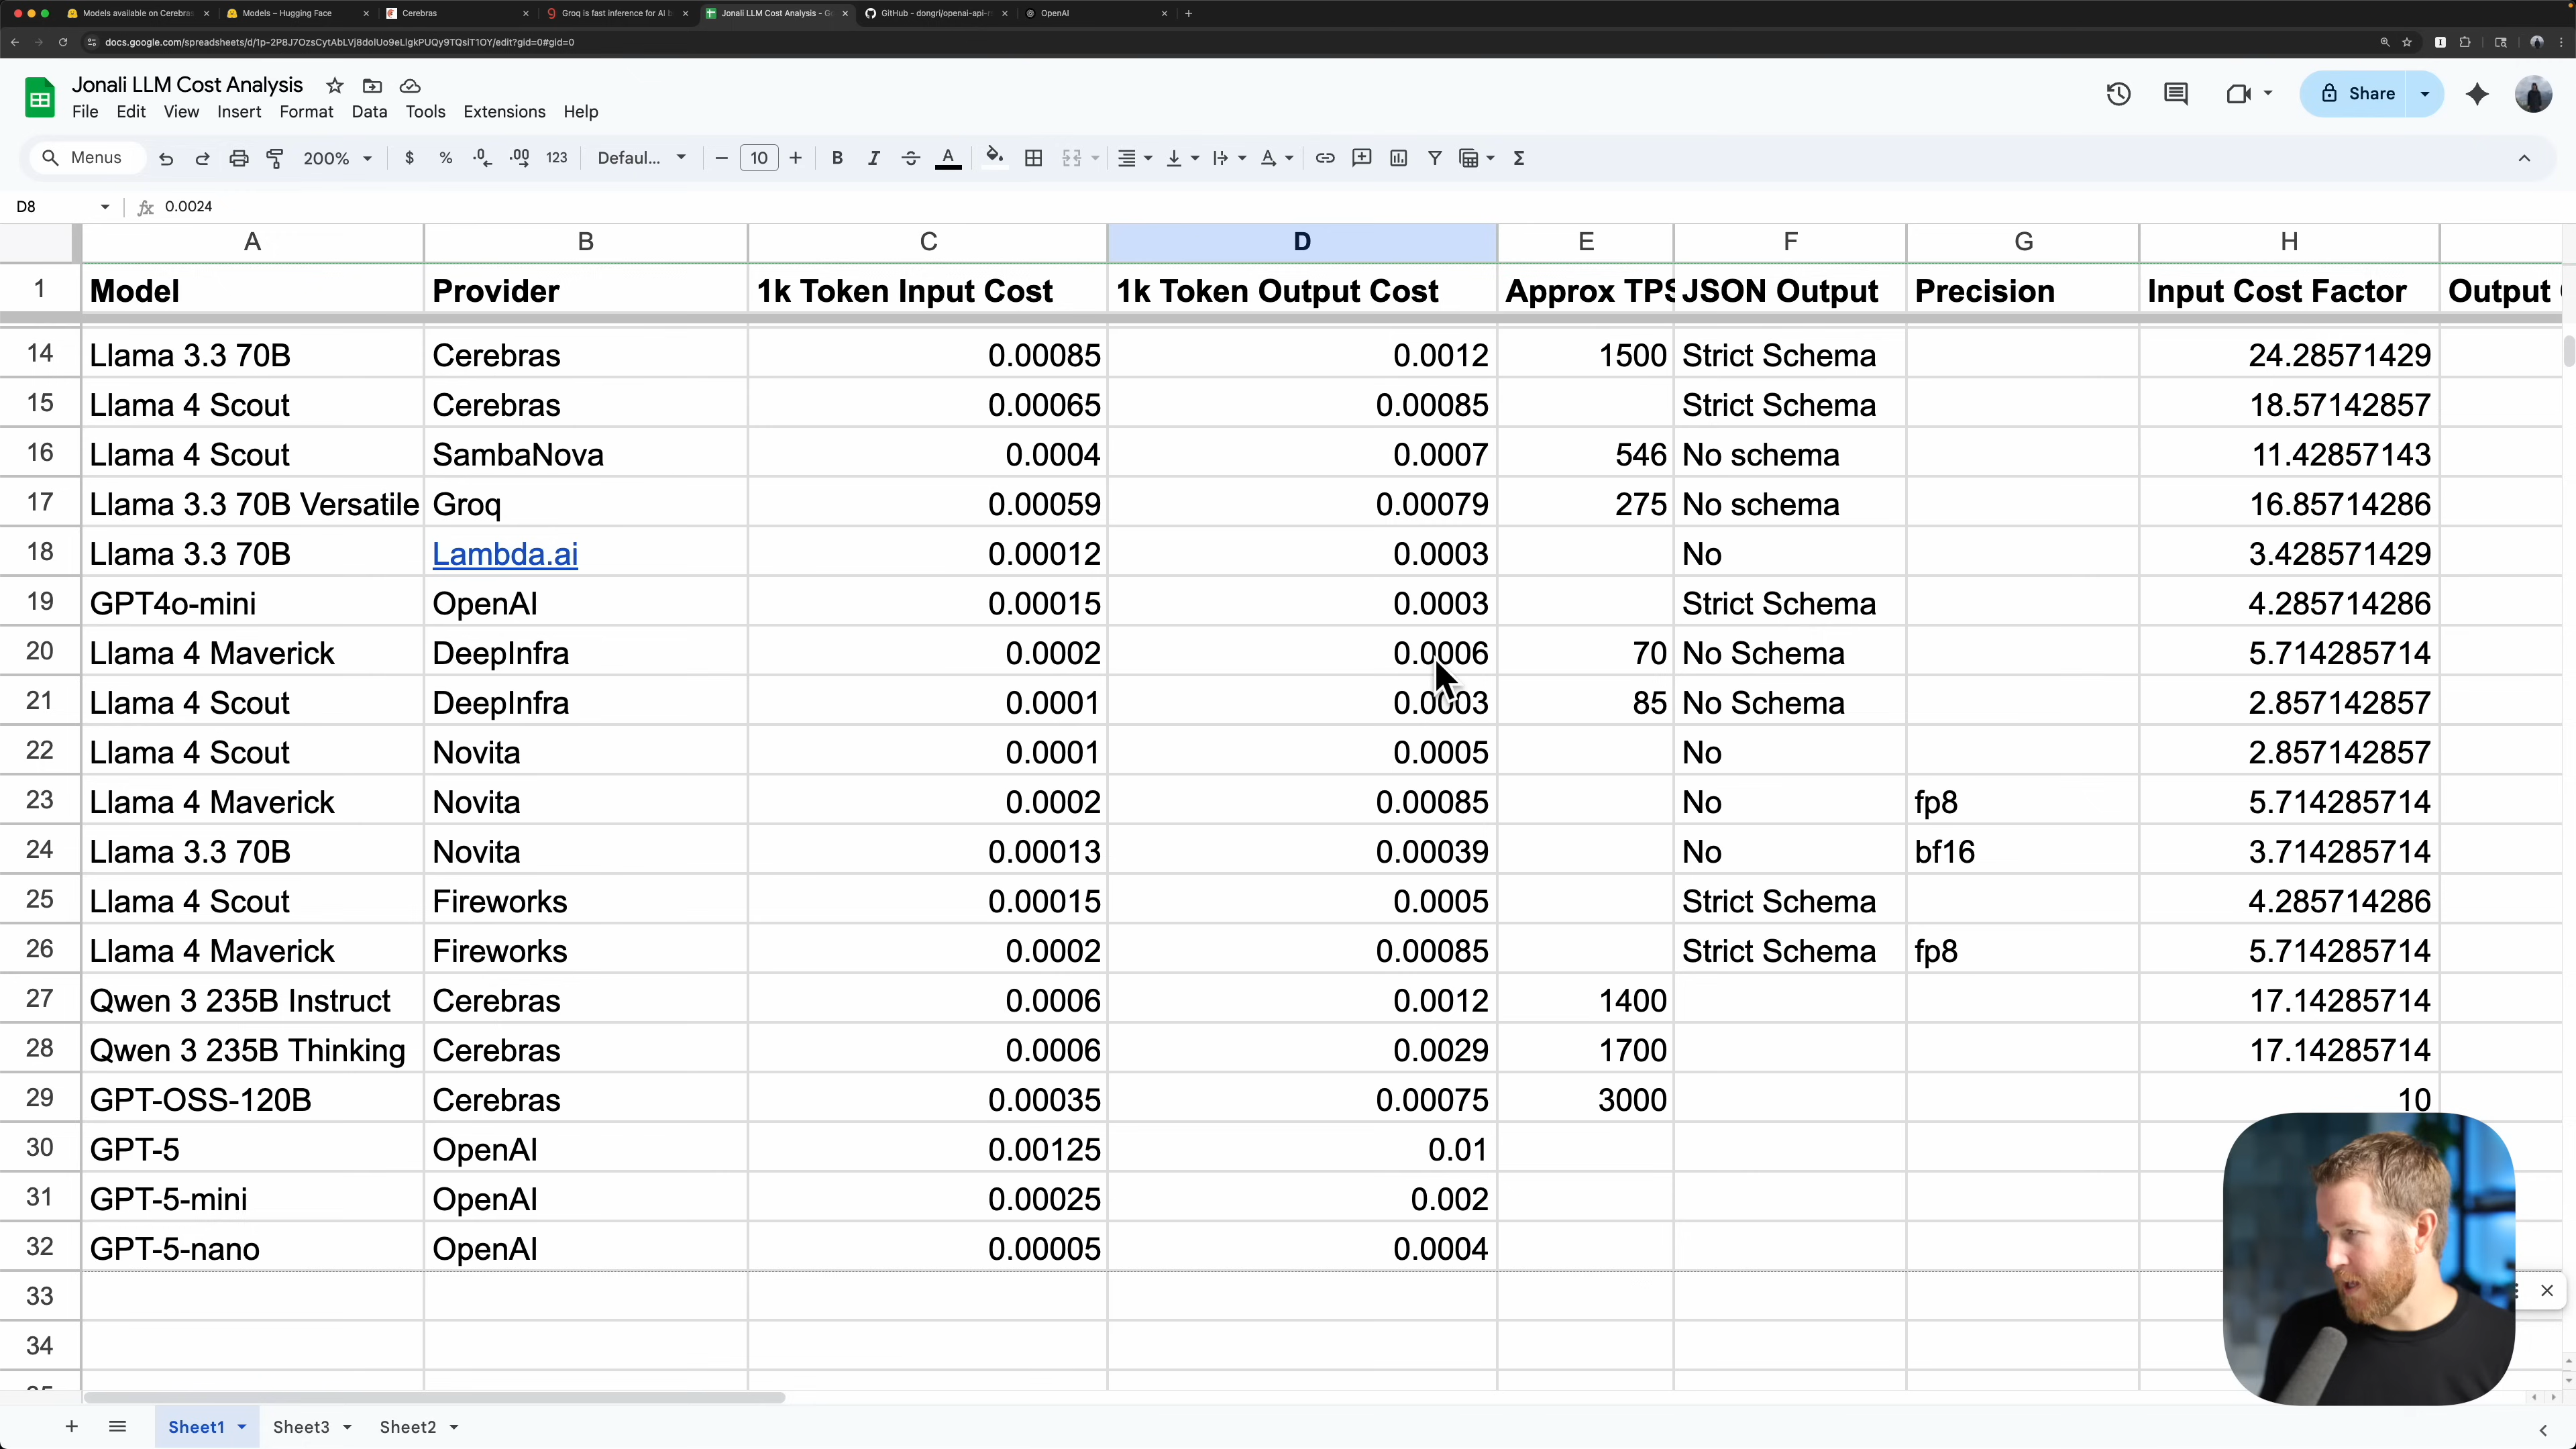 Models available on Cerebras
Models – Hugging Face
Cerebras
Groq is fast inference for AI b
Jonali LLM Cost Analysis - Go
GitHub - dongri/openai-api-r
OpenAI
Jonali LLM Cost Analysis
File Edit View Insert Format Data Tools Extensions Help
Share
Menus 200% $ % .0 .00 123 Defaul... 10 B I A
D8 fx 0.0024
A B C D E F G H
1 Model Provider 1k Token Input Cost 1k Token Output Cost Approx TPS JSON Output Precision Input Cost Factor Output
14 Llama 3.3 70B Cerebras 0.00085 0.0012 1500 Strict Schema 24.28571429
15 Llama 4 Scout Cerebras 0.00065 0.00085 Strict Schema 18.57142857
16 Llama 4 Scout SambaNova 0.0004 0.0007 546 No schema 11.42857143
17 Llama 3.3 70B Versatile Groq 0.00059 0.00079 275 No schema 16.85714286
18 Llama 3.3 70B Lambda.ai 0.00012 0.0003 No 3.428571429
19 GPT4o-mini OpenAI 0.00015 0.0003 Strict Schema 4.285714286
20 Llama 4 Maverick DeepInfra 0.0002 0.0006 70 No Schema 5.714285714
21 Llama 4 Scout DeepInfra 0.0001 0.0003 85 No Schema 2.857142857
22 Llama 4 Scout Novita 0.0001 0.0005 No 2.857142857
23 Llama 4 Maverick Novita 0.0002 0.00085 No fp8 5.714285714
24 Llama 3.3 70B Novita 0.00013 0.00039 No bf16 3.714285714
25 Llama 4 Scout Fireworks 0.00015 0.0005 Strict Schema 4.285714286
26 Llama 4 Maverick Fireworks 0.0002 0.00085 Strict Schema fp8 5.714285714
27 Qwen 3 235B Instruct Cerebras 0.0006 0.0012 1400 17.14285714
28 Qwen 3 235B Thinking Cerebras 0.0006 0.0029 1700 17.14285714
29 GPT-OSS-120B Cerebras 0.00035 0.00075 3000 10
30 GPT-5 OpenAI 0.00125 0.01
31 GPT-5-mini OpenAI 0.00025 0.002
32 GPT-5-nano OpenAI 0.00005 0.0004
33
34
Sheet1 Sheet3 Sheet2